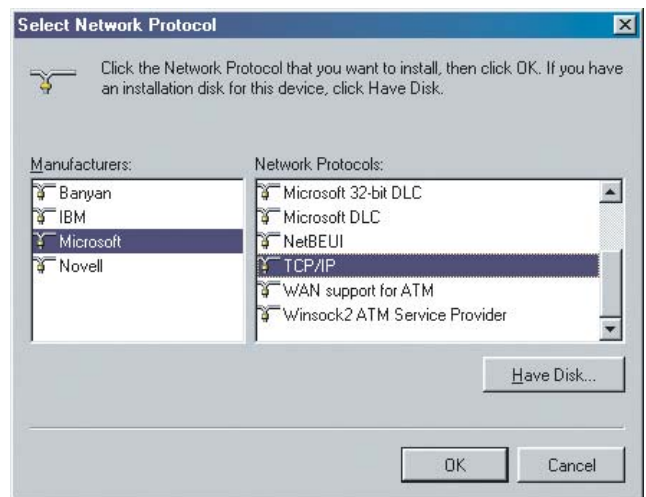 Select Network Protocol
Click the Network Protocol that you want to install, then click OK. If you have
an installation disk for this device, click Have Disk.
Manufacturers:
Banyan
IBM
Microsoft
Novell
Network Protocols:
Microsoft 32-bit DLC
Microsoft DLC
NetBEUI
TCP/IP
WAN support for ATM
Winsock2 ATM Service Provider
Have Disk...
OK
Cancel